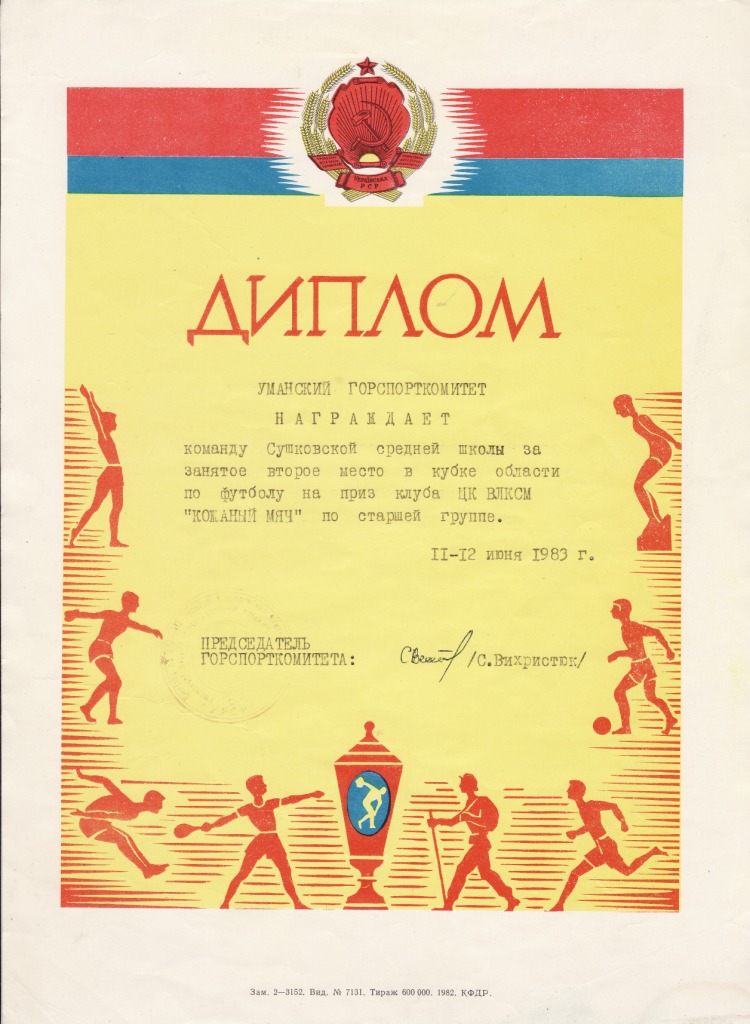 УКРАЇНСЬКА
РСР
ДИПЛОМ
УМАНСКИЙ ГОРСПОРТКОМИТЕТ
НАГРАЖДАЕТ
команду Сушковской средней школы за
занятое второе место в кубке области
по футболу на приз клуба ЦК ВЛКСМ
"КОЖАНЫЙ МЯЧ" по старшей группе.
II-I2 июня I983 г.
ПРЕДСЕДАТЕЛЬ
ГОРСПОРТКОМИТЕТА: /С.Вихристюк/
Зам. 2—3152. Вид. № 7131. Тираж 600 000. 1982. КФДР.